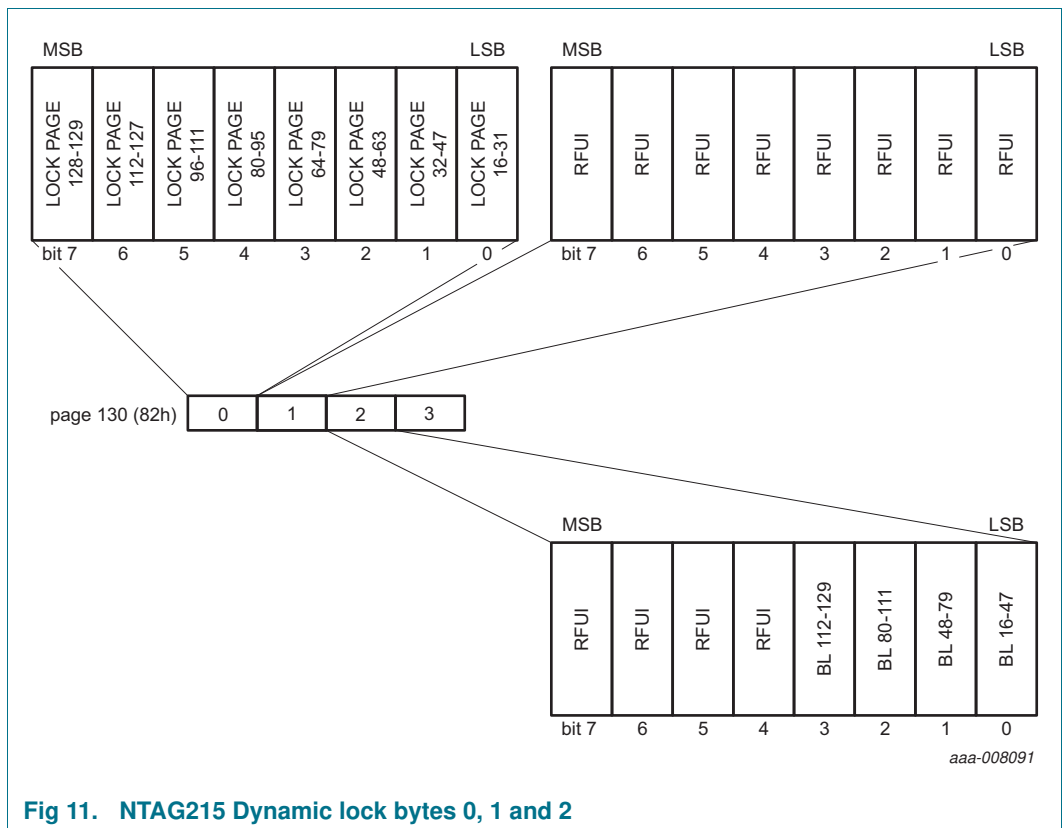 MSB LSB
LOCK PAGE 128-129
LOCK PAGE 112-127
LOCK PAGE 96-111
LOCK PAGE 80-95
LOCK PAGE 64-79
LOCK PAGE 48-63
LOCK PAGE 32-47
LOCK PAGE 16-31
bit 7 6 5 4 3 2 1 0
MSB LSB
RFUI RFUI RFUI RFUI RFUI RFUI RFUI RFUI
bit 7 6 5 4 3 2 1 0
page 130 (82h) 0 1 2 3
MSB LSB
RFUI RFUI RFUI RFUI BL 112-129 BL 80-111 BL 48-79 BL 16-47
bit 7 6 5 4 3 2 1 0
aaa-008091
Fig 11. NTAG215 Dynamic lock bytes 0, 1 and 2